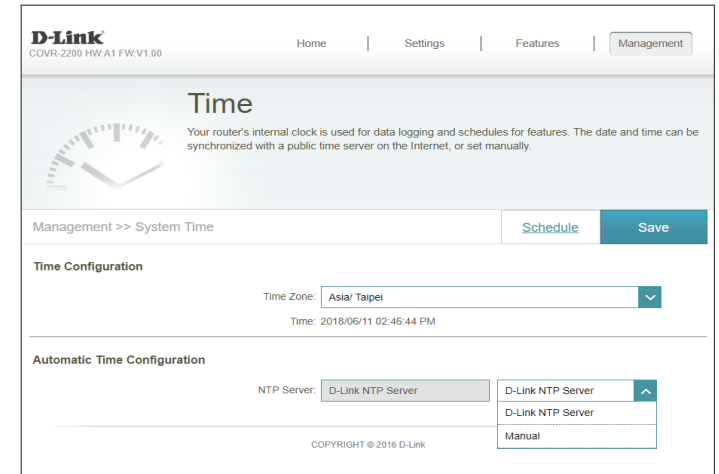 D-Link
COVR-2200 HW:A1 FW:V1.00
Home | Settings | Features | Management
Time
Your router's internal clock is used for data logging and schedules for features. The date and time can be
synchronized with a public time server on the Internet, or set manually.
Management >> System Time
Schedule
Save
Time Configuration
Time Zone: Asia/ Taipei
Time: 2018/06/11 02:46:44 PM
Automatic Time Configuration
NTP Server: D-Link NTP Server D-Link NTP Server
D-Link NTP Server
Manual
COPYRIGHT © 2016 D-Link